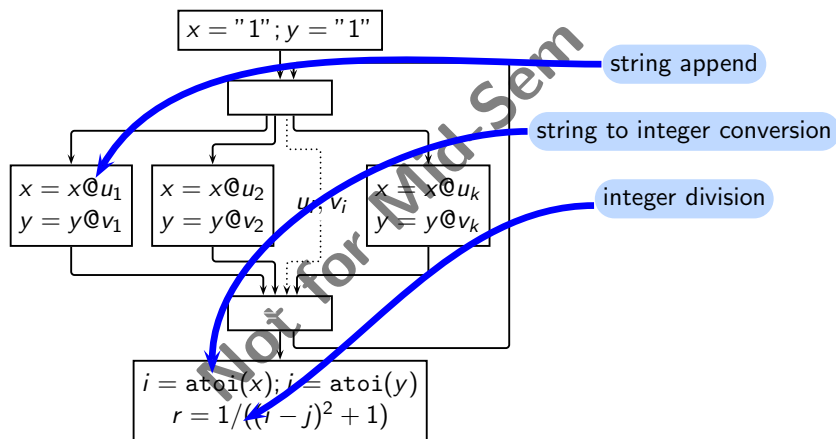 x = "1"; y = "1"
string append
string to integer conversion
x = x@u₁
y = y@v₁
x = x@u₂
y = y@v₂
uᵢ, vᵢ
x = x@uₖ
y = y@vₖ
integer division
i = atoi(x); j = atoi(y)
r = 1/((i − j)² + 1)
Not for Mid-Sem